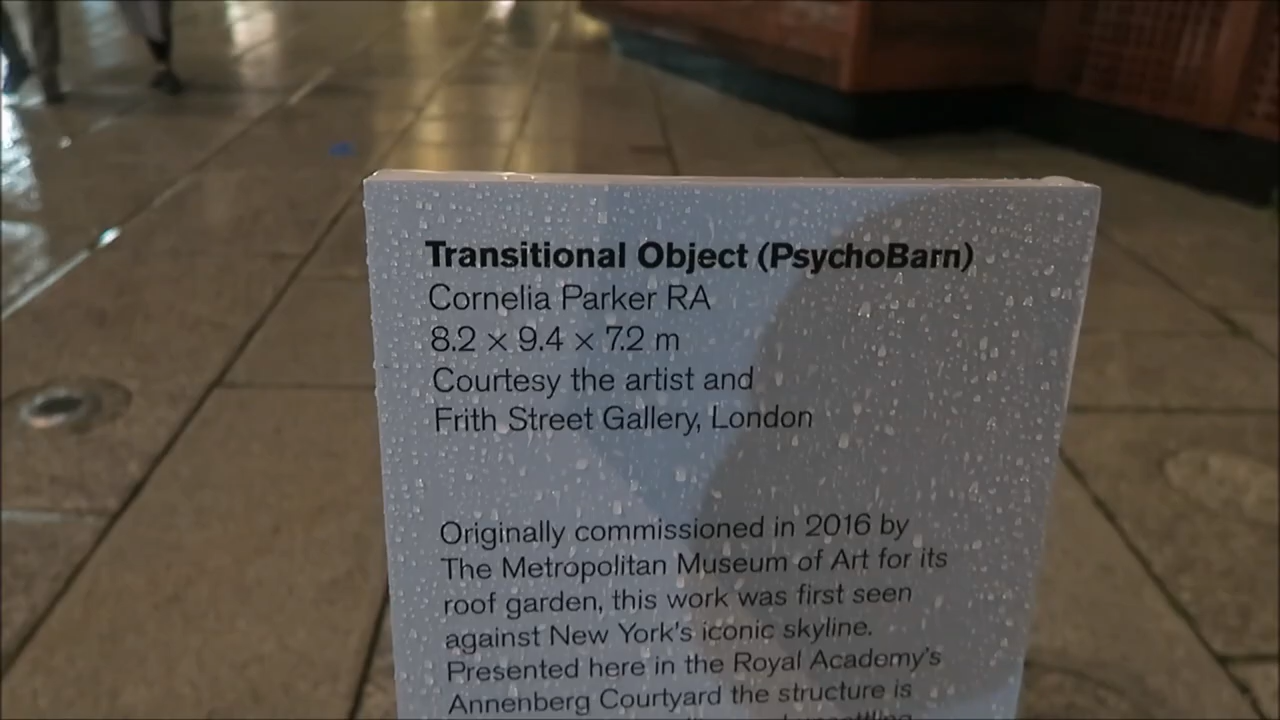 Transitional Object (PsychoBarn)
Cornelia Parker RA
8.2 × 9.4 × 7.2 m
Courtesy the artist and
Frith Street Gallery, London
Originally commissioned in 2016 by
The Metropolitan Museum of Art for its
roof garden, this work was first seen
against New York's iconic skyline.
Presented here in the Royal Academy's
Annenberg Courtyard the structure is